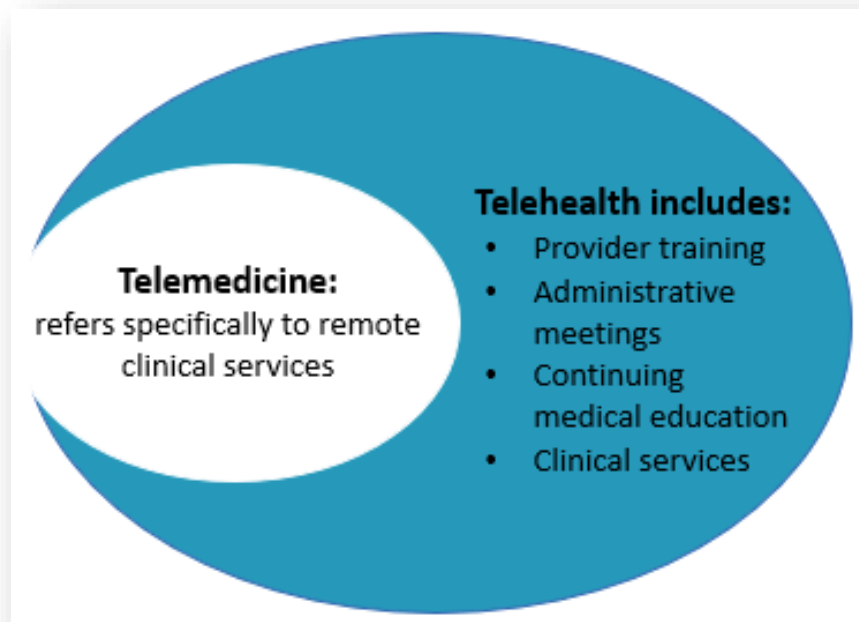 Telemedicine:
refers specifically to remote
clinical services
Telehealth includes:
• Provider training
• Administrative
meetings
• Continuing
medical education
• Clinical services